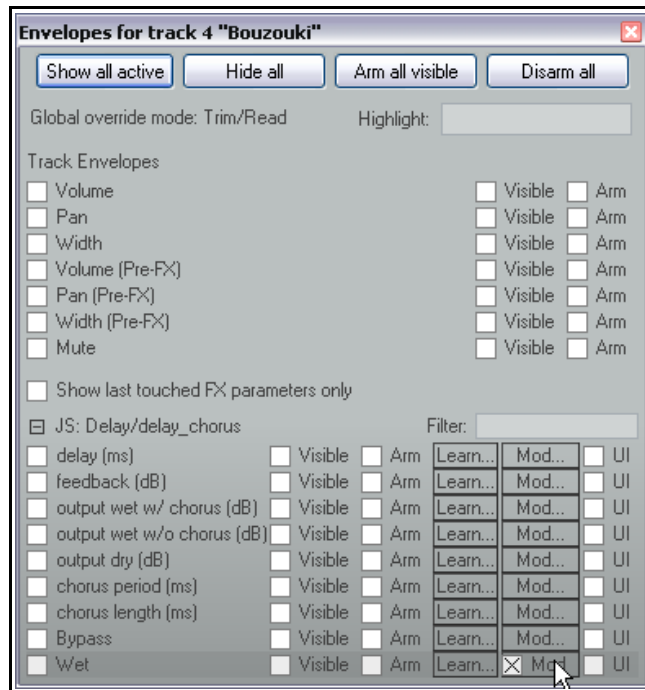 Envelopes for track 4 "Bouzouki"
Show all active Hide all Arm all visible Disarm all
Global override mode: Trim/Read Highlight:
Track Envelopes
Volume Visible Arm
Pan Visible Arm
Width Visible Arm
Volume (Pre-FX) Visible Arm
Pan (Pre-FX) Visible Arm
Width (Pre-FX) Visible Arm
Mute Visible Arm
Show last touched FX parameters only
JS: Delay/delay_chorus Filter:
delay (ms) Visible Arm Learn... Mod... UI
feedback (dB) Visible Arm Learn... Mod... UI
output wet w/ chorus (dB) Visible Arm Learn... Mod... UI
output wet w/o chorus (dB) Visible Arm Learn... Mod... UI
output dry (dB) Visible Arm Learn... Mod... UI
chorus period (ms) Visible Arm Learn... Mod... UI
chorus length (ms) Visible Arm Learn... Mod... UI
Bypass Visible Arm Learn... Mod... UI
Wet Visible Arm Learn... Mod UI